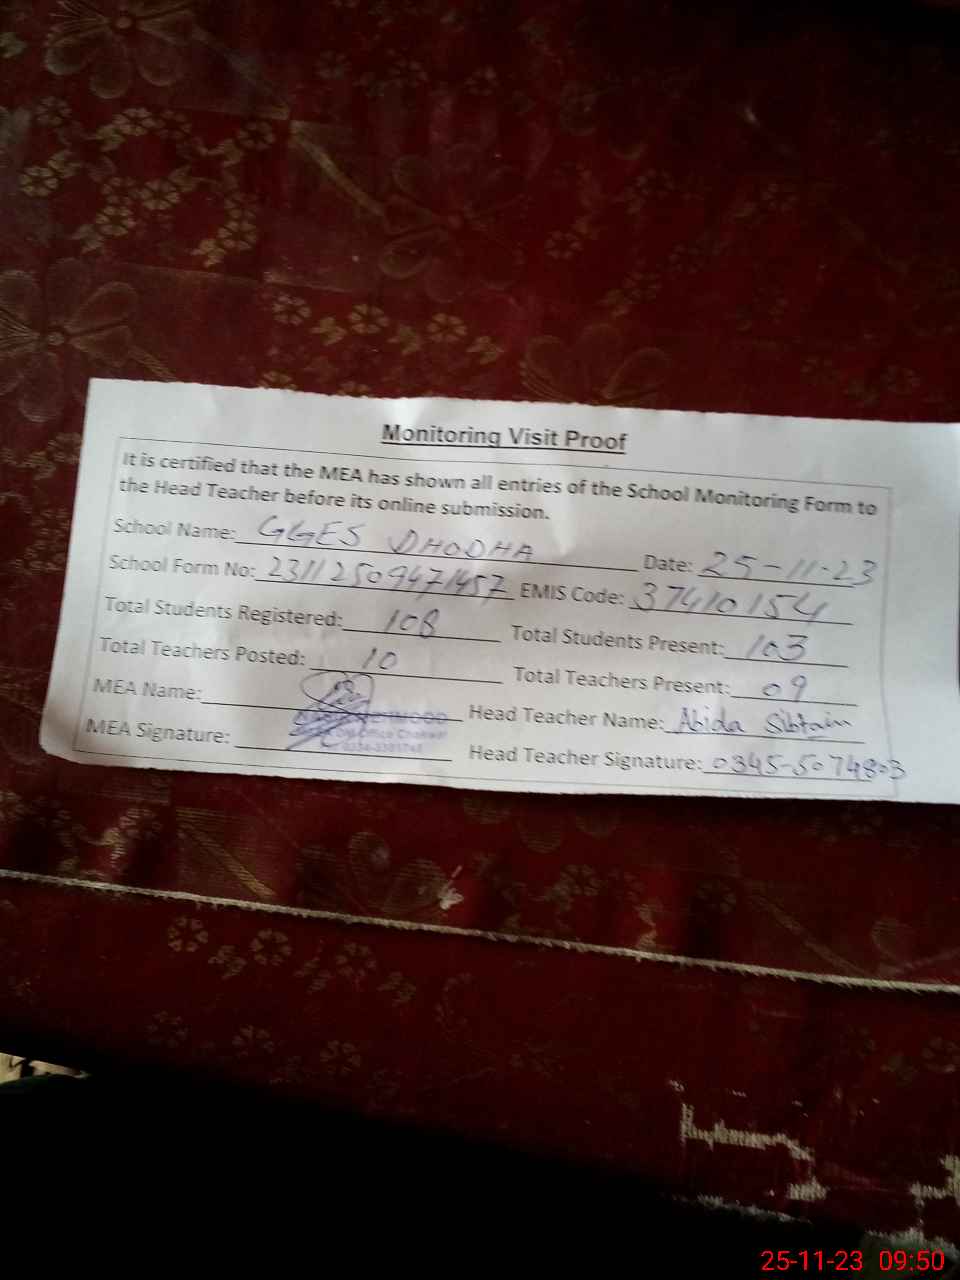 Monitoring Visit Proof
It is certified that the MEA has shown all entries of the School Monitoring Form to
the Head Teacher before its online submission.
School Name: GGES DHODHA Date: 25-11-23
School Form No: 23112509471457 EMIS Code: 37410154
Total Students Registered: 108 Total Students Present: 103
Total Teachers Posted: 10 Total Teachers Present: 09
MEA Name: Head Teacher Name: Abida Sibtain
MEA Signature: Head Teacher Signature: 0345-5074803
25-11-23 09:50